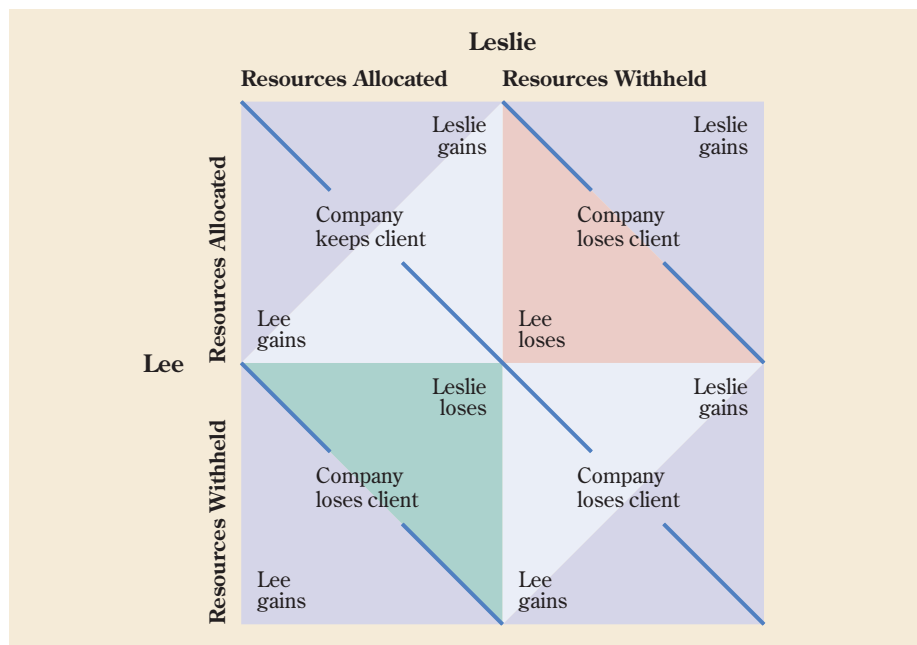 Leslie
Resources Allocated
Resources Withheld
Lee
Resources Allocated
Leslie
gains
Company
keeps client
Lee
gains
Leslie
gains
Company
loses client
Lee
loses
Resources Withheld
Leslie
loses
Company
loses client
Lee
gains
Leslie
gains
Company
loses client
Lee
gains